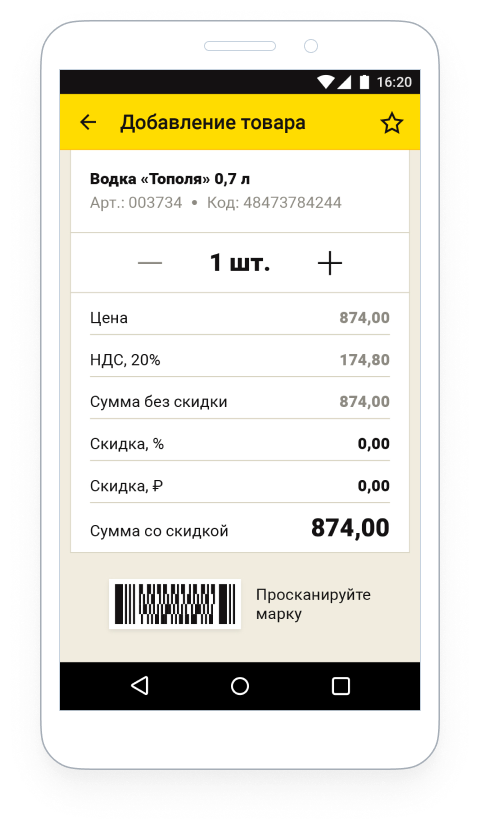 16:20
Добавление товара
Водка «Тополя» 0,7 л
Арт.: 003734 • Код: 48473784244
1 шт.
Цена 874,00
НДС, 20% 174,80
Сумма без скидки 874,00
Скидка, % 0,00
Скидка, ₽ 0,00
Сумма со скидкой 874,00
Просканируйте
марку